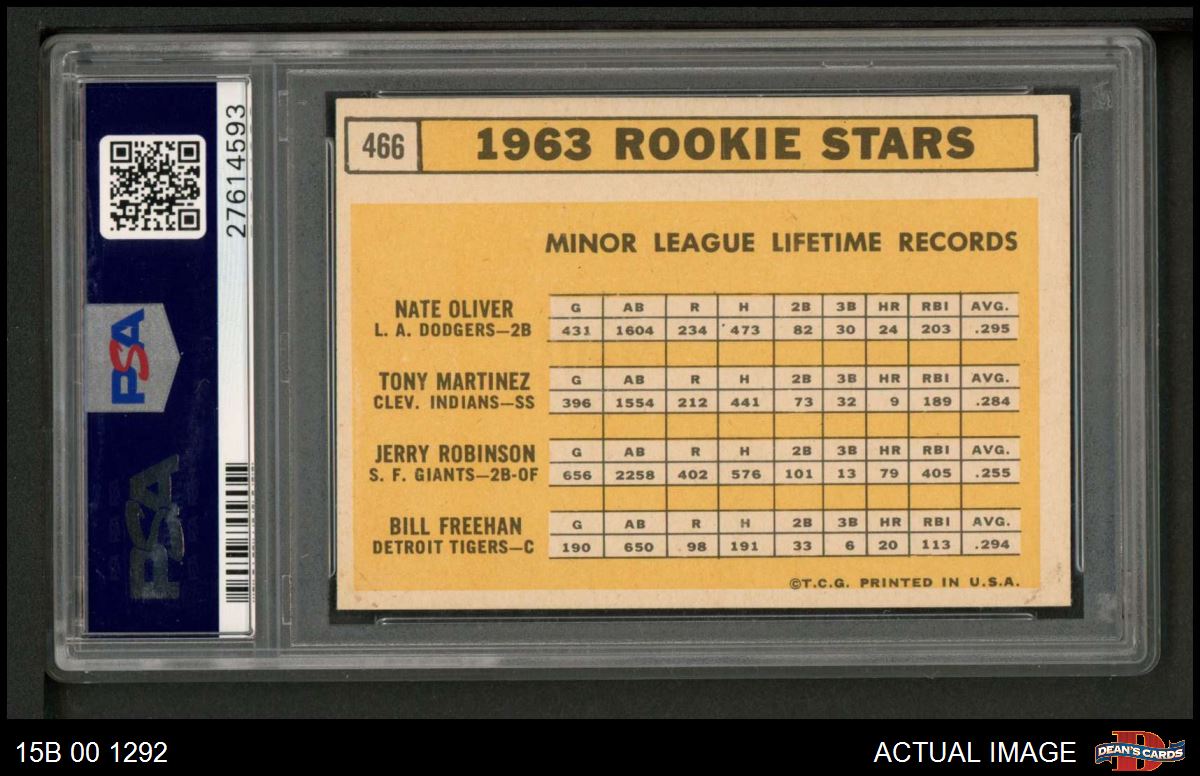 27614593
PSA
PSA
466 1963 ROOKIE STARS
MINOR LEAGUE LIFETIME RECORDS
NATE OLIVER G AB R H 2B 3B HR RBI AVG.
L. A. DODGERS—2B 431 1604 234 473 82 30 24 203 .295
TONY MARTINEZ G AB R H 2B 3B HR RBI AVG.
CLEV. INDIANS—SS 396 1554 212 441 73 32 9 189 .284
JERRY ROBINSON G AB R H 2B 3B HR RBI AVG.
S. F. GIANTS—2B-OF 656 2258 402 576 101 13 79 405 .255
BILL FREEHAN G AB R H 2B 3B HR RBI AVG.
DETROIT TIGERS—C 190 650 98 191 33 6 20 113 .294
©T.C.G. PRINTED IN U.S.A.
15B 00 1292 ACTUAL IMAGE DEAN'S CARDS